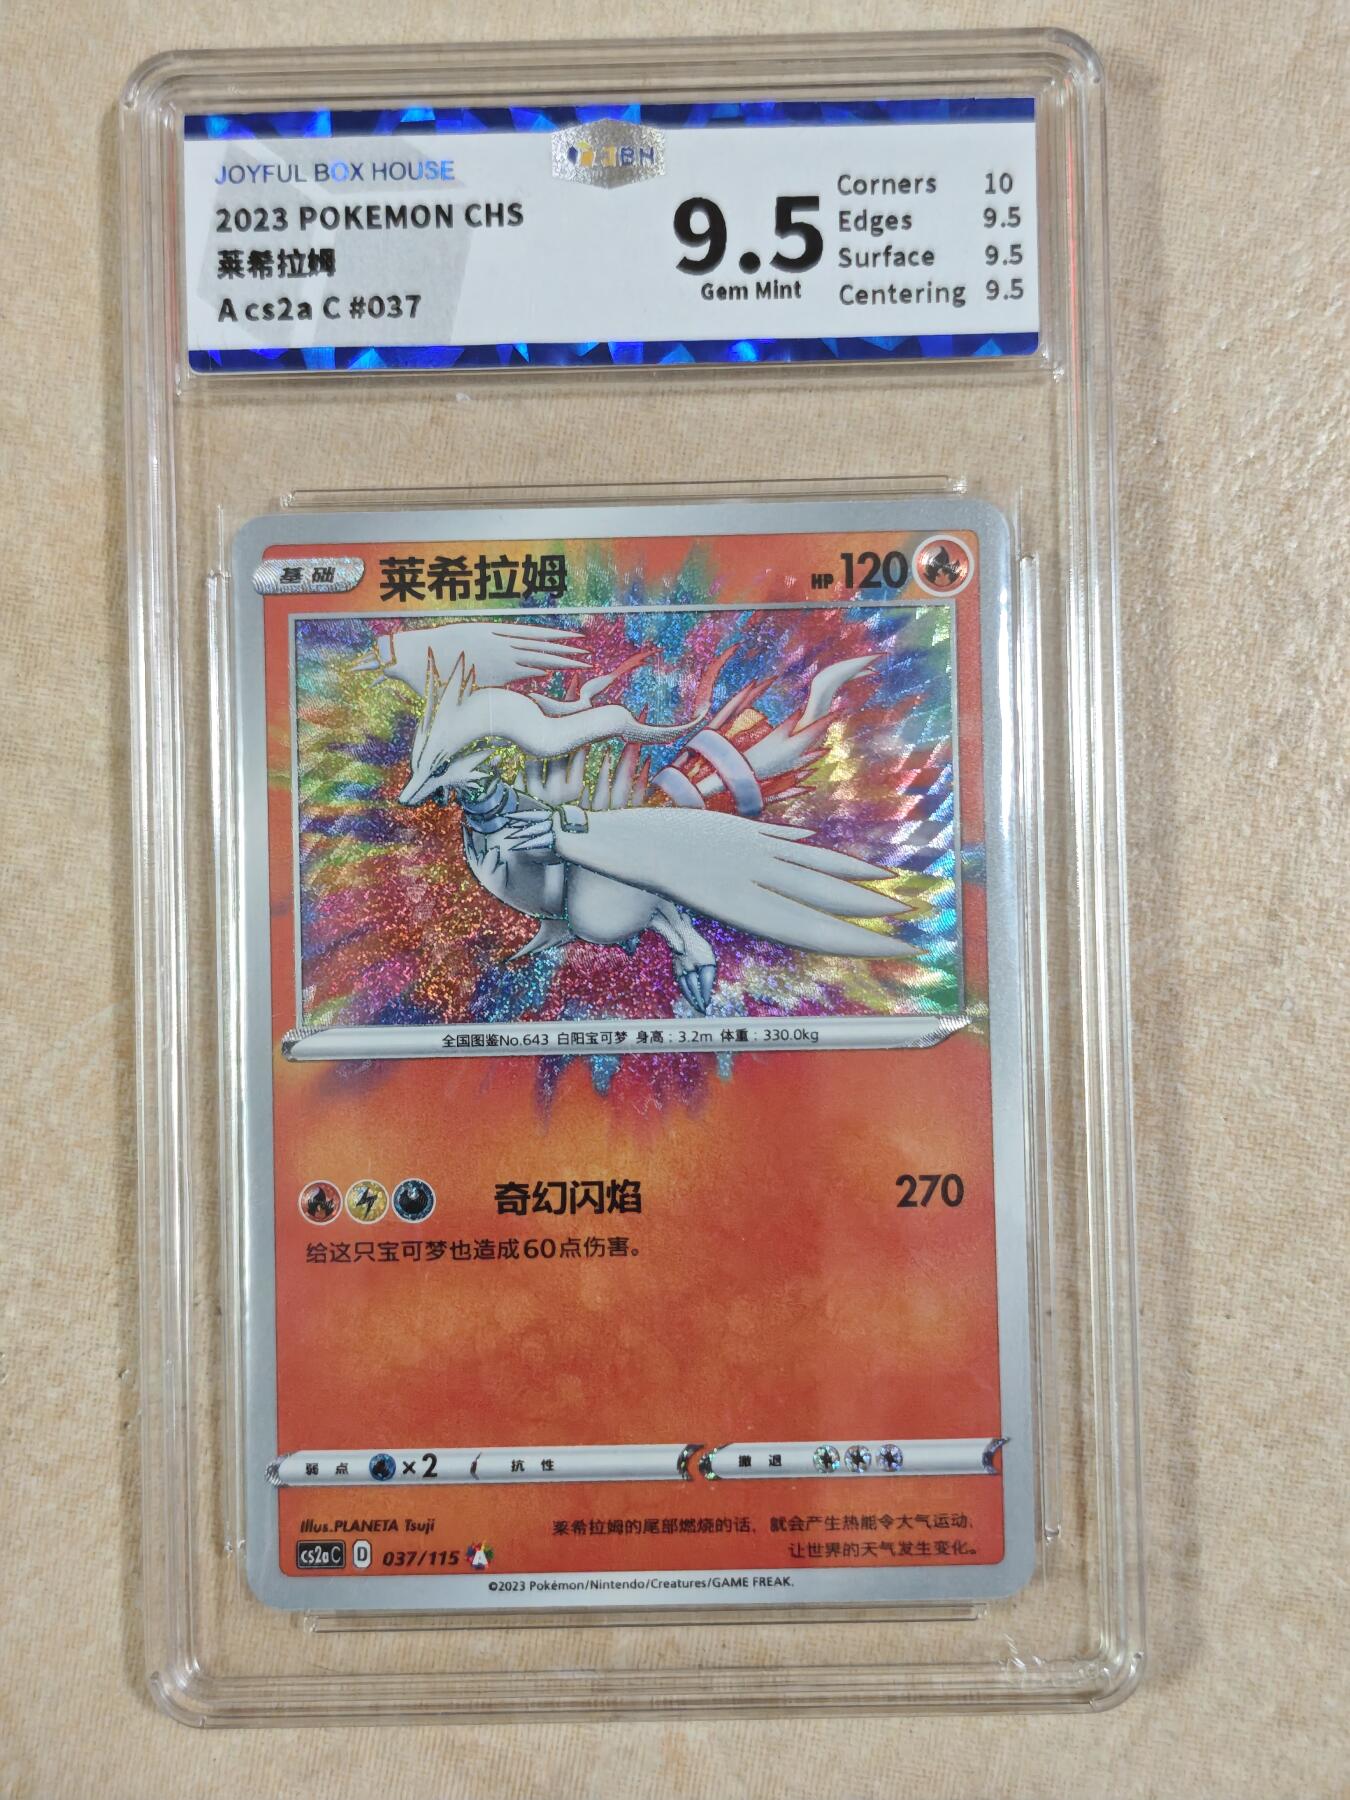 JOYFUL BOX HOUSE
2023 POKEMON CHS
莱希拉姆
A cs2a C #037
9.5
Gem Mint
Corners 10
Edges 9.5
Surface 9.5
Centering 9.5
基础 莱希拉姆 HP 120
全国图鉴No.643 白阳宝可梦 身高：3.2m 体重：330.0kg
奇幻闪焰 270
给这只宝可梦也造成60点伤害。
弱点 ×2 抗性 撤退
Illus.PLANETA Tsuji
莱希拉姆的尾部燃烧的话，就会产生热能令大气运动，
让世界的天气发生变化。
cs2aC D 037/115 A
©2023 Pokémon/Nintendo/Creatures/GAME FREAK.